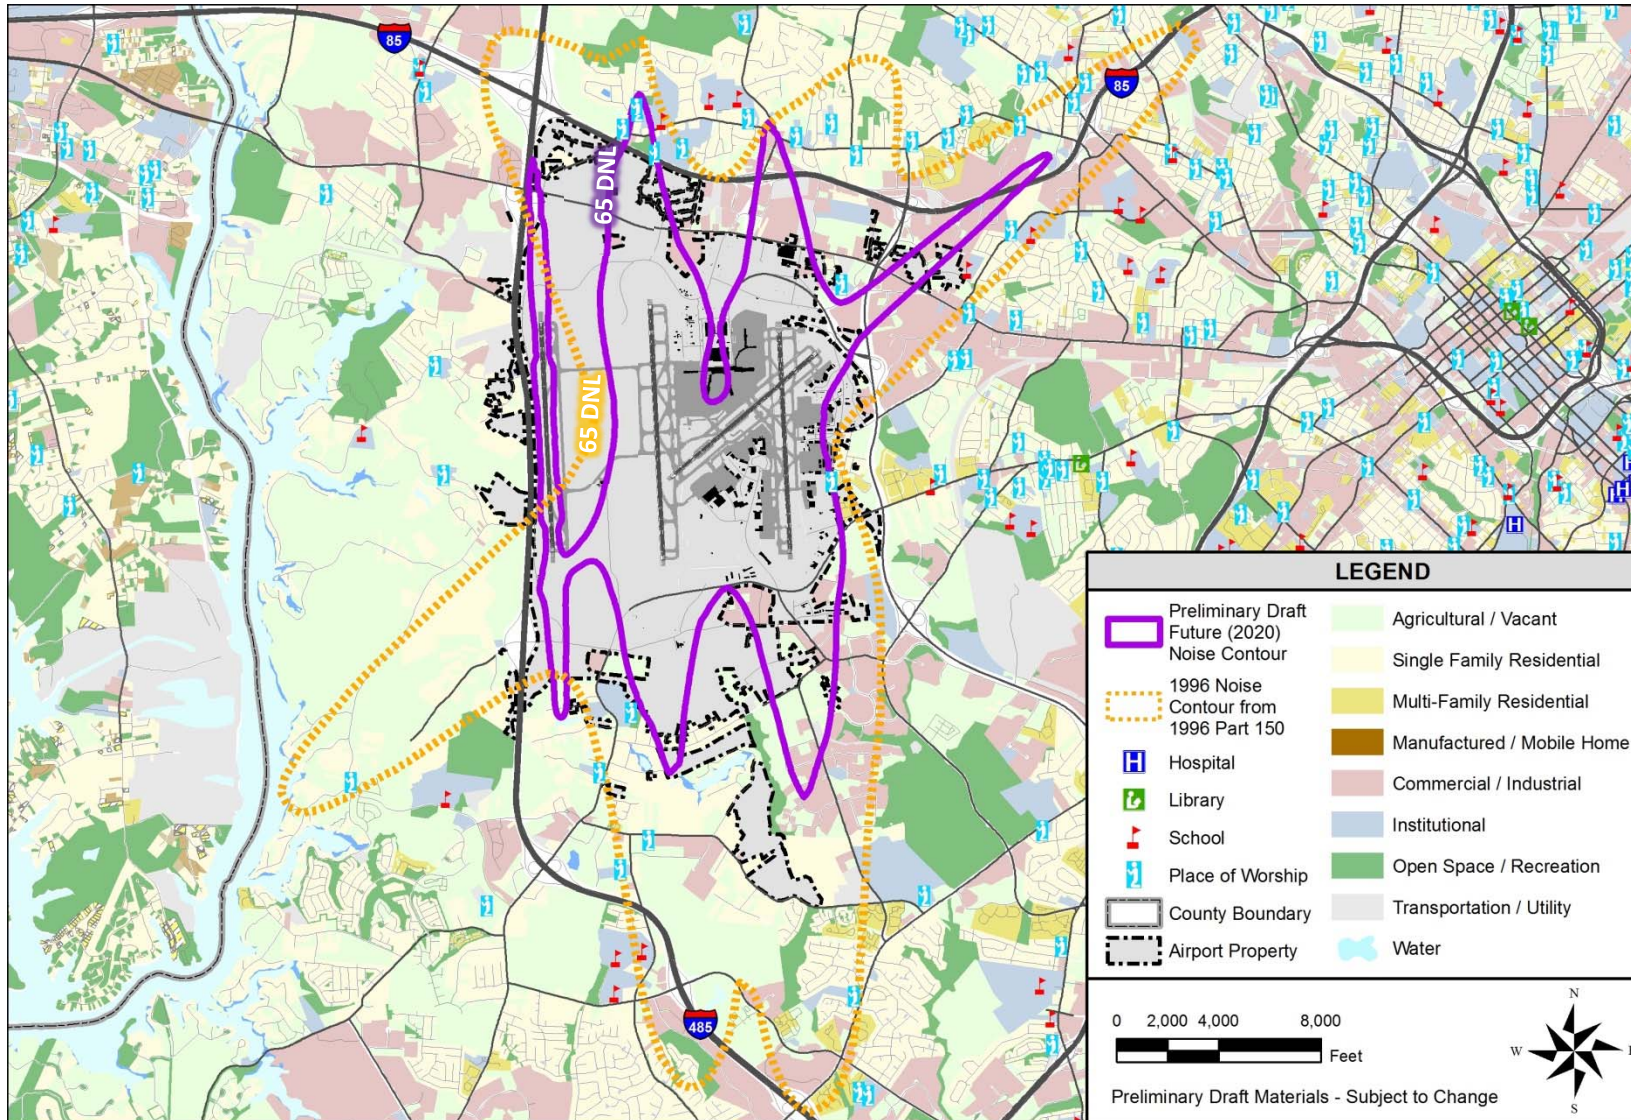 85
85
65 DNL
65 DNL
485
H
H
H
LEGEND
Preliminary Draft
Future (2020)
Noise Contour
1996 Noise
Contour from
1996 Part 150
H
Hospital
Library
School
Place of Worship
County Boundary
Airport Property
Agricultural / Vacant
Single Family Residential
Multi-Family Residential
Manufactured / Mobile Home
Commercial / Industrial
Institutional
Open Space / Recreation
Transportation / Utility
Water
0 2,000 4,000 8,000
Feet
Preliminary Draft Materials - Subject to Change
N
W
S